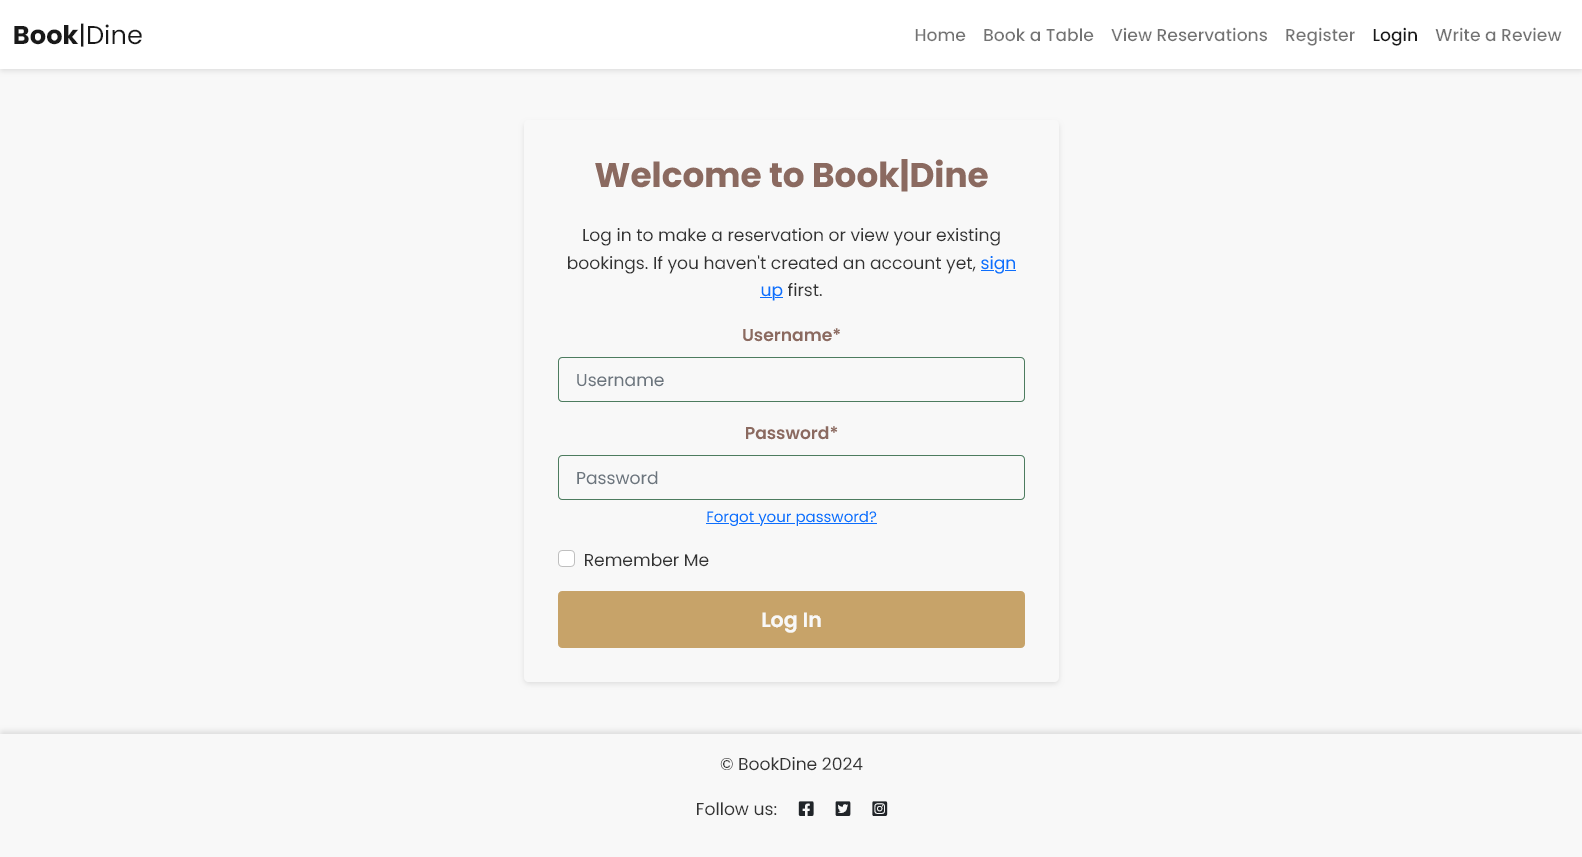 Book|Dine
Home Book a Table View Reservations Register Login Write a Review
Welcome to Book|Dine
Log in to make a reservation or view your existing
bookings. If you haven't created an account yet, sign
up first.
Username*
Username
Password*
Password
Forgot your password?
Remember Me
Log In
© BookDine 2024
Follow us: